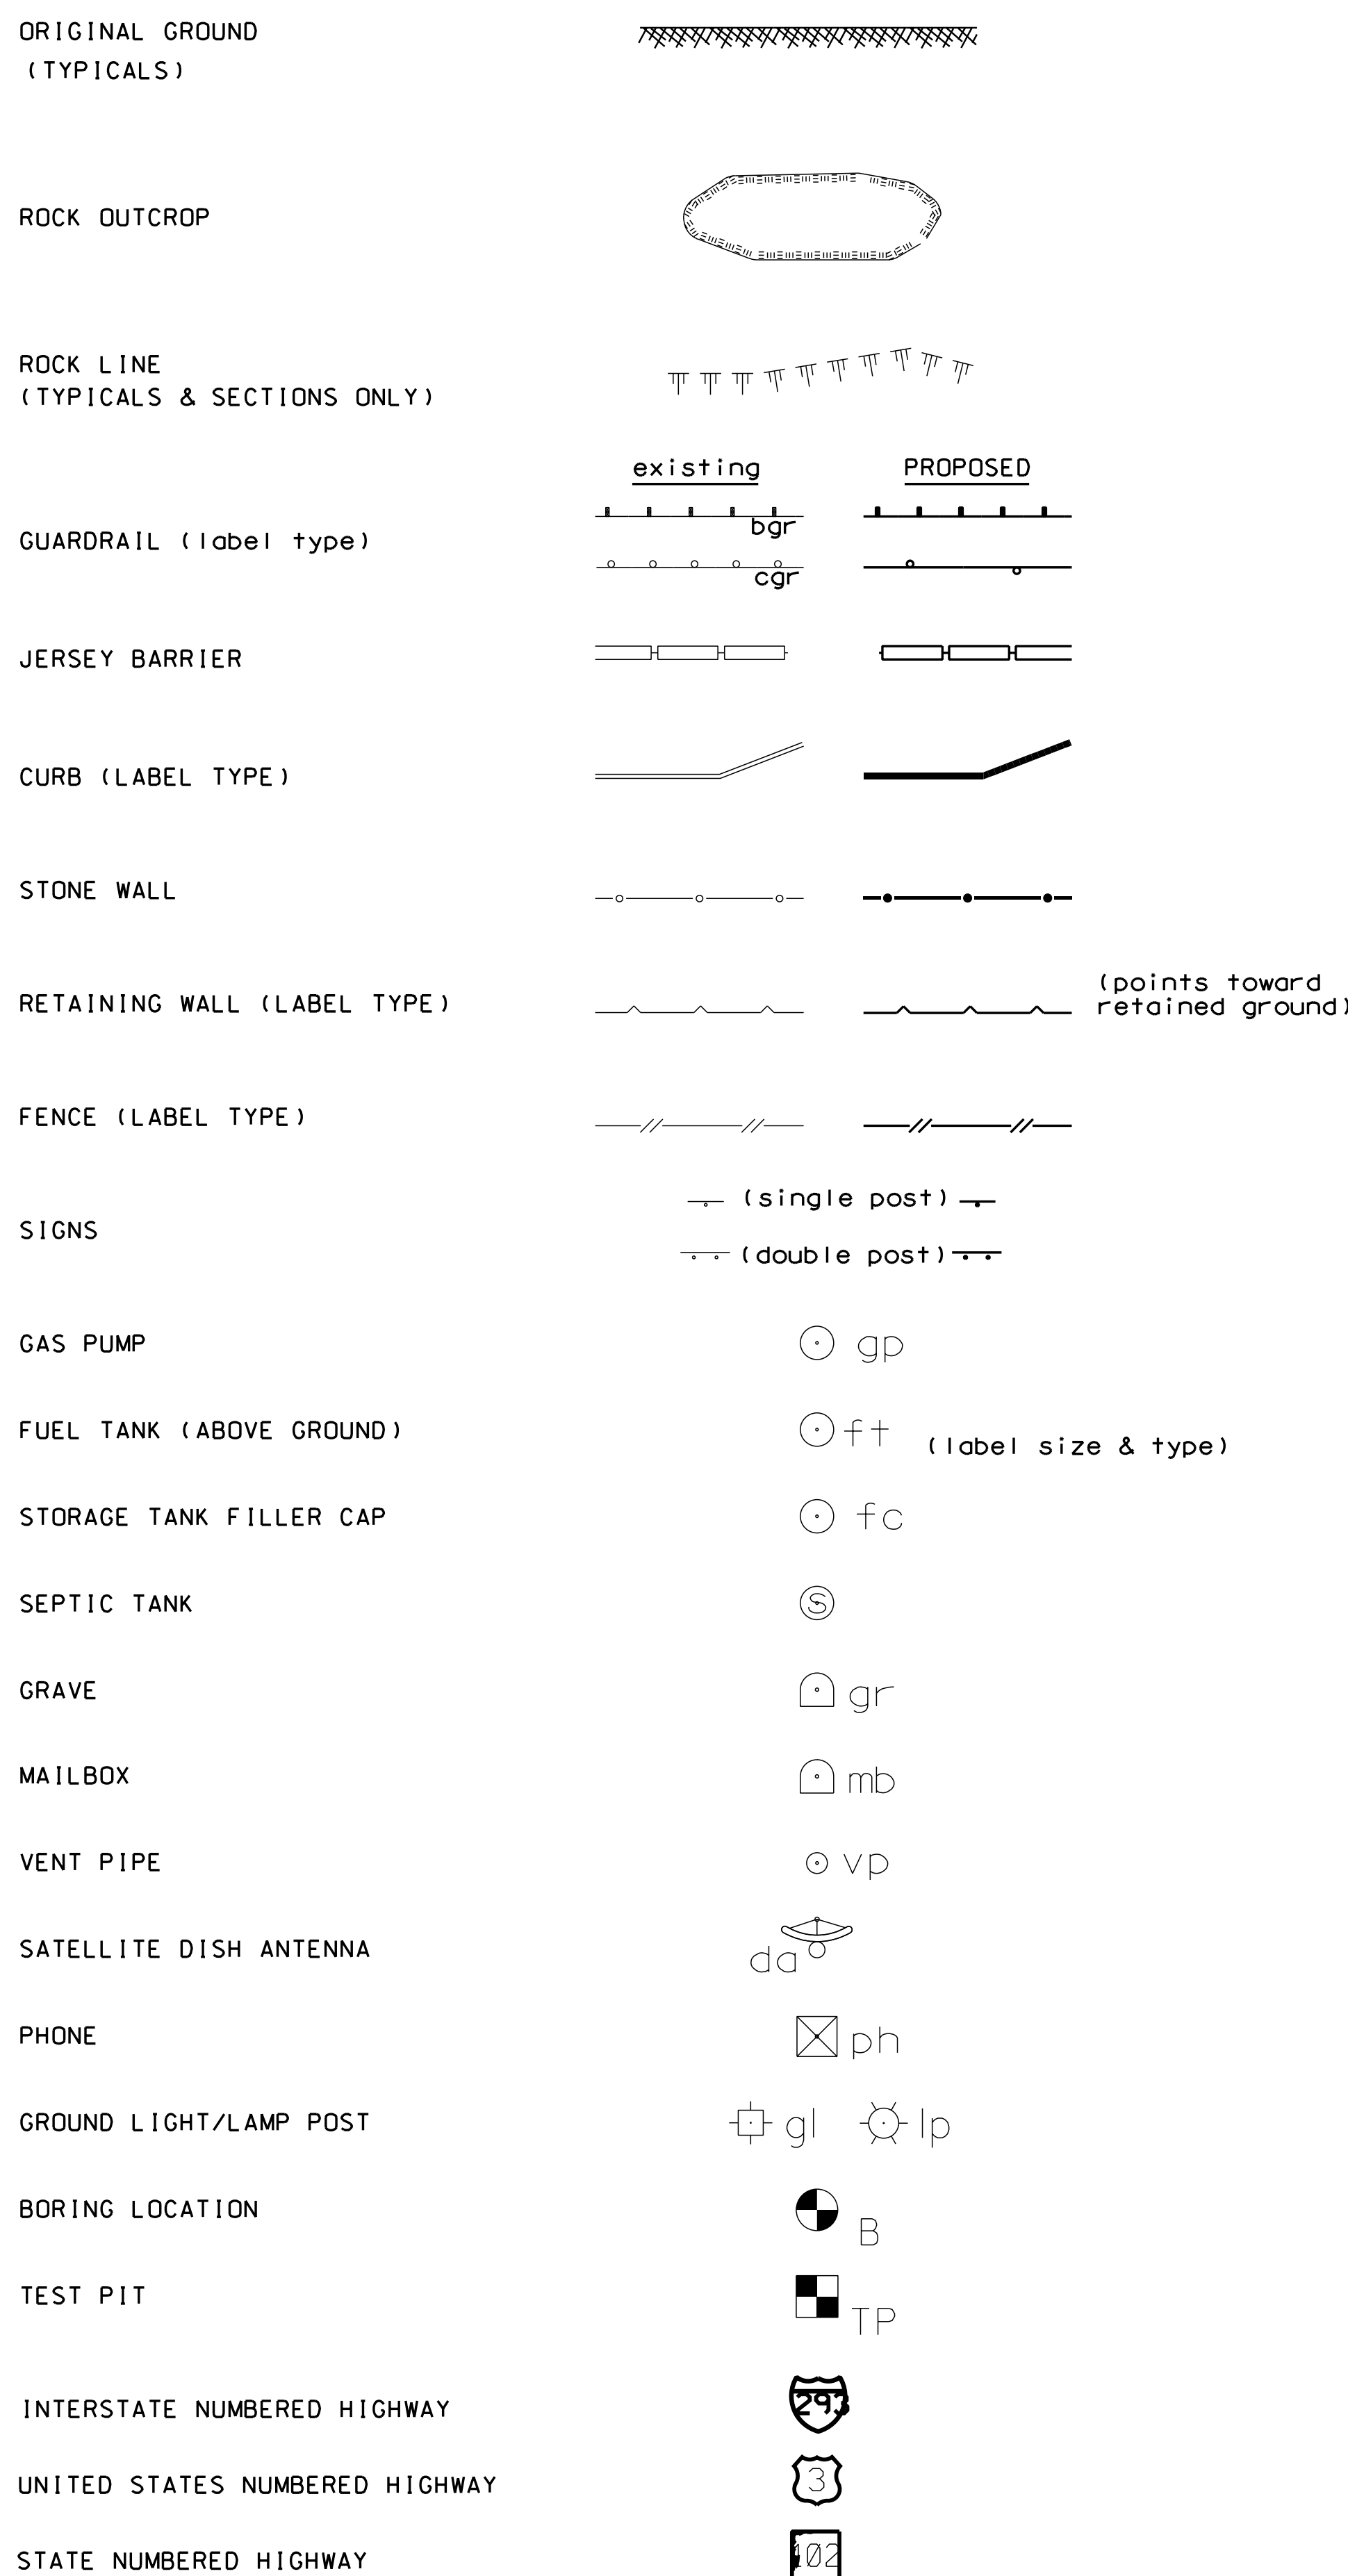 ORIGINAL GROUND
(TYPICALS)
ROCK OUTCROP
ROCK LINE
(TYPICALS & SECTIONS ONLY)
existing PROPOSED
bgr
GUARDRAIL (label type)
cgr
JERSEY BARRIER
CURB (LABEL TYPE)
STONE WALL
RETAINING WALL (LABEL TYPE) (points toward
retained ground)
FENCE (LABEL TYPE)
(single post)
SIGNS
(double post)
GAS PUMP gp
FUEL TANK (ABOVE GROUND) ft (label size & type)
STORAGE TANK FILLER CAP fc
SEPTIC TANK S
GRAVE gr
MAILBOX mb
VENT PIPE vp
SATELLITE DISH ANTENNA da
PHONE ph
GROUND LIGHT/LAMP POST gl lp
BORING LOCATION B
TEST PIT TP
INTERSTATE NUMBERED HIGHWAY 293
UNITED STATES NUMBERED HIGHWAY 3
STATE NUMBERED HIGHWAY 102